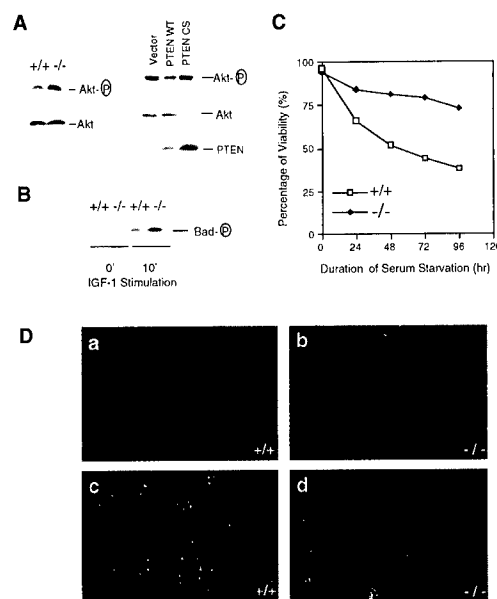 A
+/+ -/-
Akt-P
Akt
Vector
PTEN WT
PTEN CS
Akt-P
Akt
PTEN
B
+/+ -/- +/+ -/-
Bad-P
0' 10'
IGF-1 Stimulation
C
Percentage of Viability (%)
100
75
50
25
0
+/+
-/-
0 24 48 72 96 120
Duration of Serum Starvation (hr)
D
a
+/+
b
-/-
c
+/+
d
-/-